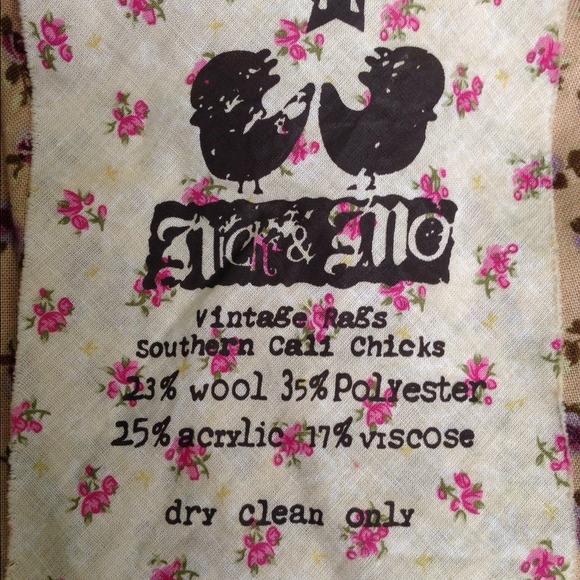 Nick & Mo
Vintage Rags
Southern Cali Chicks
23% wool 35% Polyester
25% acrylic 17% viscose
dry clean only